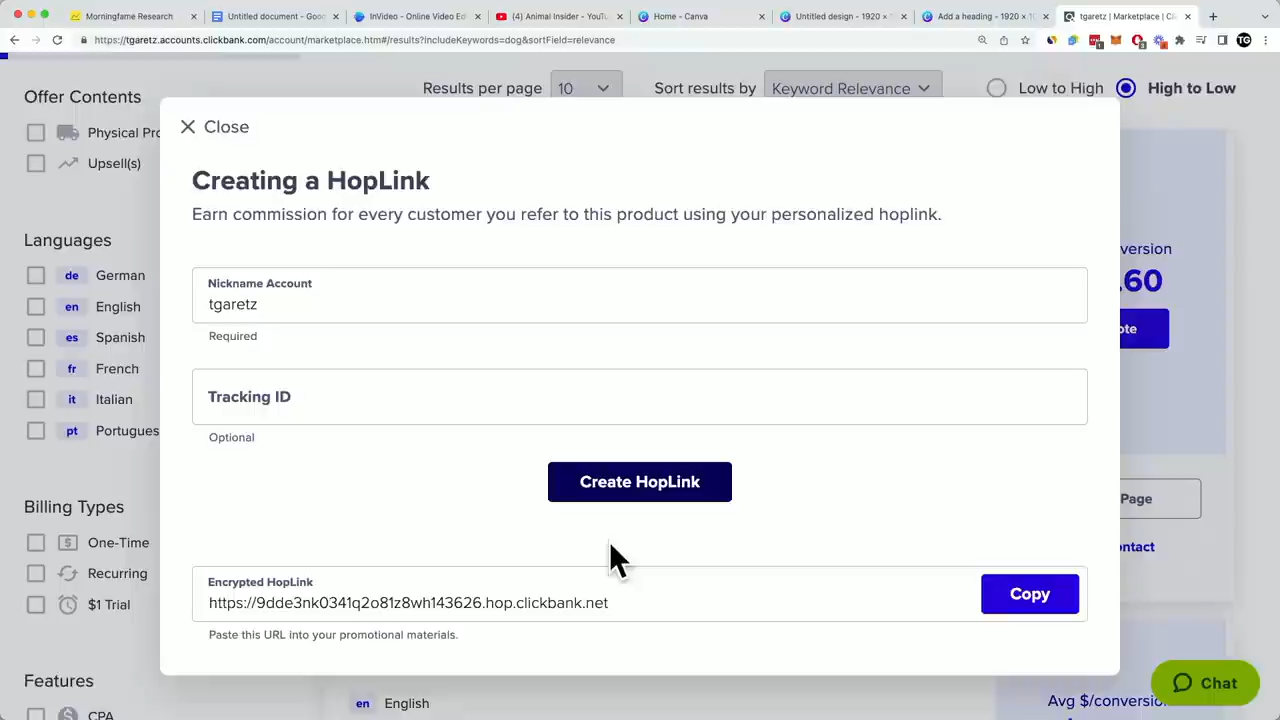 Morningfame Research
Untitled document - Goo
InVideo - Online Video Edit
(4) Animal Insider - YouTu
Home - Canva
Untitled design - 1920 ×
Add a heading - 1920 × 10
tgaretz | Marketplace | Cli
https://tgaretz.accounts.clickbank.com/account/marketplace.htm#/results?includeKeywords=dog&sortField=relevance
TG
Results per page
10
Sort results by
Keyword Relevance
Low to High
High to Low
Offer Contents
Physical Pro
Upsell(s)
Languages
de German
en English
es Spanish
fr French
it Italian
pt Portugues
Billing Types
One-Time
Recurring
$1 Trial
Features
CPA
Close
Creating a HopLink
Earn commission for every customer you refer to this product using your personalized hoplink.
Nickname Account
tgaretz
Required
Tracking ID
Optional
Create HopLink
Encrypted HopLink
https://9dde3nk0341q2o81z8wh143626.hop.clickbank.net
Copy
Paste this URL into your promotional materials.
version
.60
ote
Page
ontact
en English
Avg $/conversio
Chat